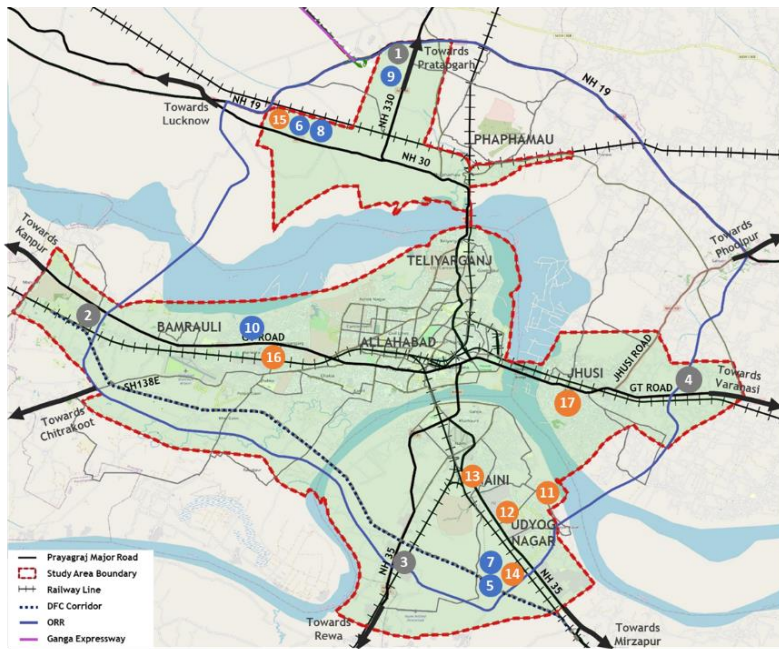 1
Towards
Pratapgarh
9
NH 19
Towards
Lucknow
NH 19
15
6
8
NH 330
NH 30
PHAPHAMAU
Towards
Kanpur
TELIYARGANJ
Towards
Phoolpur
2
BAMRAULI
10
GT ROAD
16
ALLAHABAD
SH138E
Towards
Chitrakoot
JHUSI
JHUSI ROAD
GT ROAD
4
Towards
Varanasi
17
13
AINI
11
12
UDYOG
NAGAR
3
NH 35
7
5
14
NH 35
Towards
Rewa
Towards
Mirzapur
Prayagraj Major Road
Study Area Boundary
Railway Line
DFC Corridor
ORR
Ganga Expressway